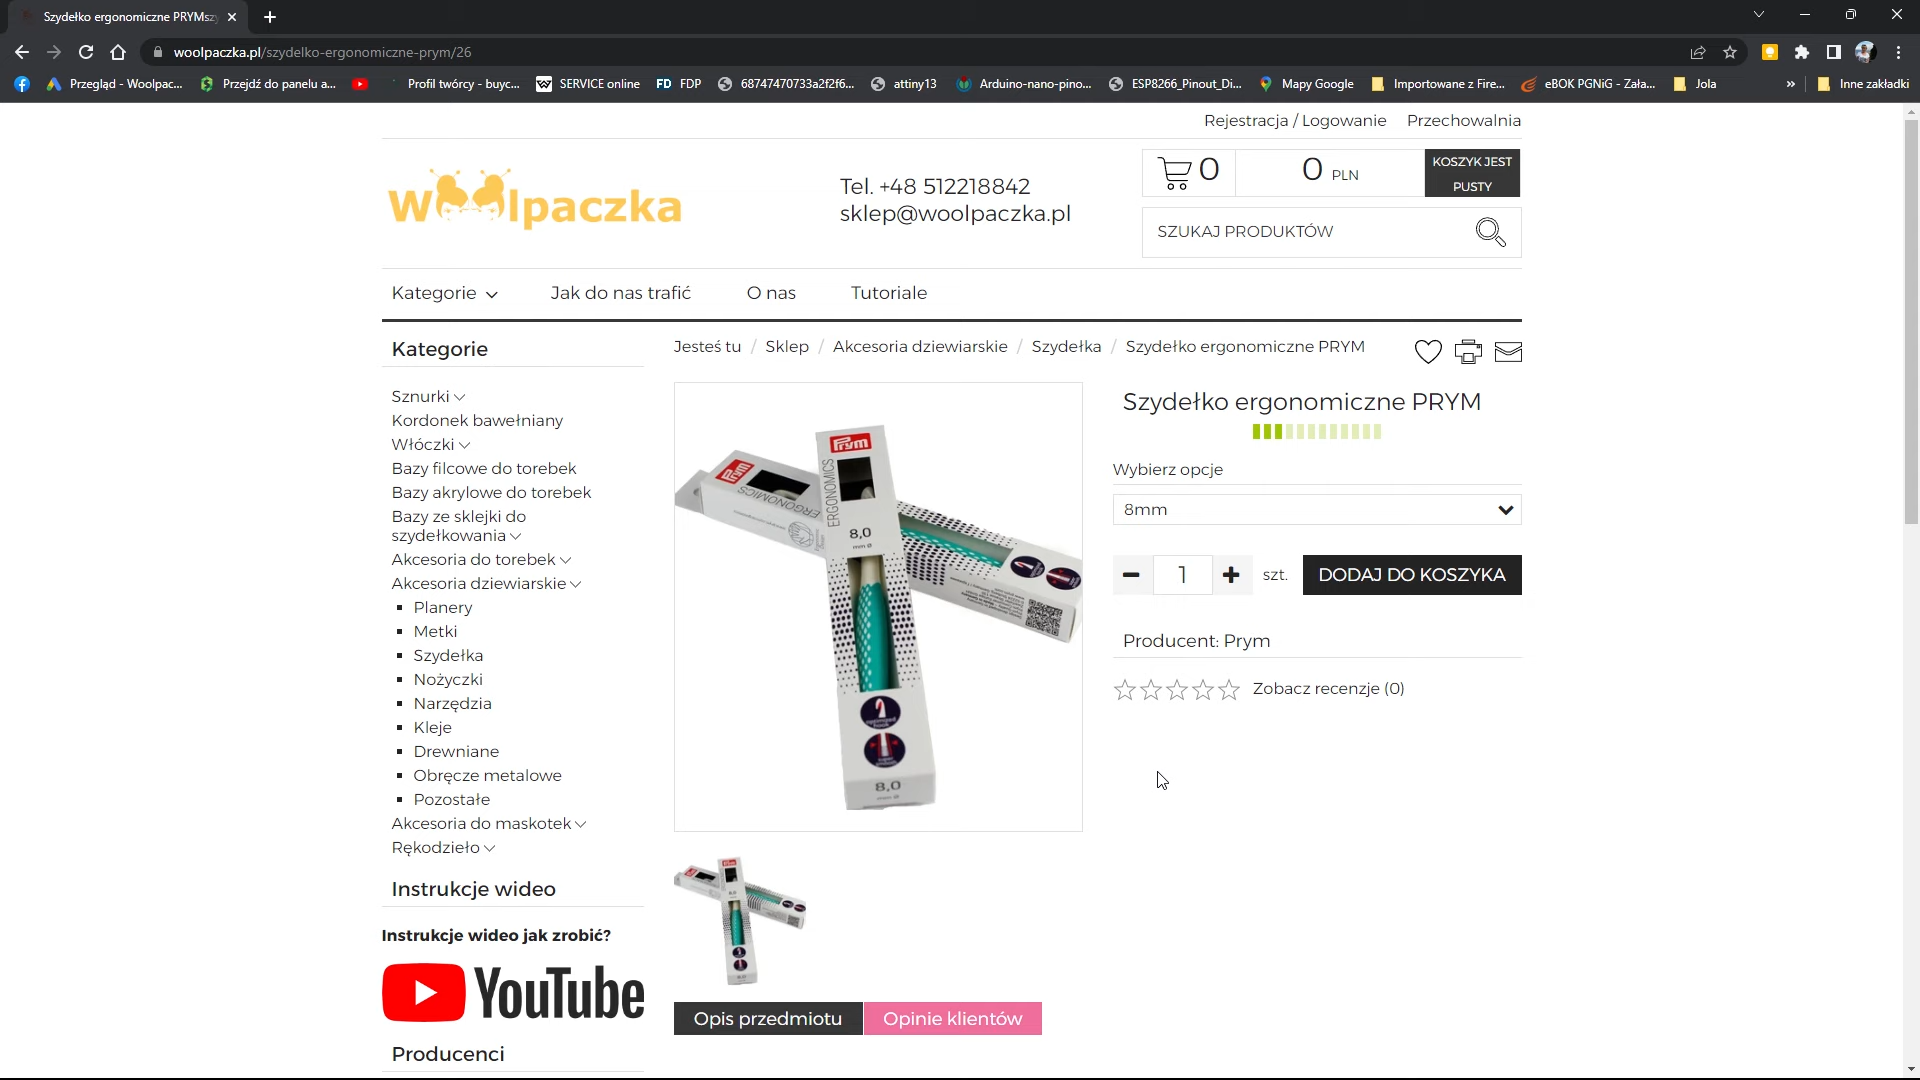 Szydełko ergonomiczne PRYMszy
woolpaczka.pl/szydelko-ergonomiczne-prym/26
Przegląd - Woolpac...
Przejdź do panelu a...
Profil twórcy - buyc...
SERVICE online
FD FDP
68747470733a2f2f6...
attiny13
Arduino-nano-pino...
ESP8266_Pinout_Di...
Mapy Google
Importowane z Fire...
eBOK PGNiG - Zała...
Jola
»
Inne zakładki
Rejestracja / Logowanie
Przechowalnia
Woolpaczka
Tel. +48 512218842
sklep@woolpaczka.pl
0
0 PLN
KOSZYK JEST
PUSTY
SZUKAJ PRODUKTÓW
Kategorie
Jak do nas trafić
O nas
Tutoriale
Kategorie
Sznurki
Kordonek bawełniany
Włóczki
Bazy filcowe do torebek
Bazy akrylowe do torebek
Bazy ze sklejki do
szydełkowania
Akcesoria do torebek
Akcesoria dziewiarskie
Planery
Metki
Szydełka
Nożyczki
Narzędzia
Kleje
Drewniane
Obręcze metalowe
Pozostałe
Akcesoria do maskotek
Rękodzieło
Instrukcje wideo
Instrukcje wideo jak zrobić?
YouTube
Producenci
Jesteś tu / Sklep / Akcesoria dziewiarskie / Szydełka / Szydełko ergonomiczne PRYM
Prym
ERGONOMICS
8,0
mm Ø
Prym
ERGONOMICS
8,0
Szydełko ergonomiczne PRYM
Wybierz opcje
8mm
1
szt.
DODAJ DO KOSZYKA
Producent: Prym
Zobacz recenzje (0)
Opis przedmiotu
Opinie klientów